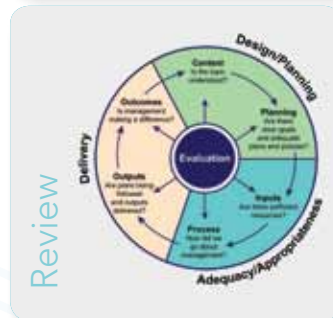 Review
Design/Planning
Delivery
Adequacy/Appropriateness
Evaluation
Context
Is the topic
understood?
Planning
Are there
clear goals
and adequate
plans and policies?
Inputs
Are there sufficient
resources?
Process
How do we
go about
management?
Outputs
Are plans being
followed
and outputs
delivered?
Outcomes
Is management
making a difference?